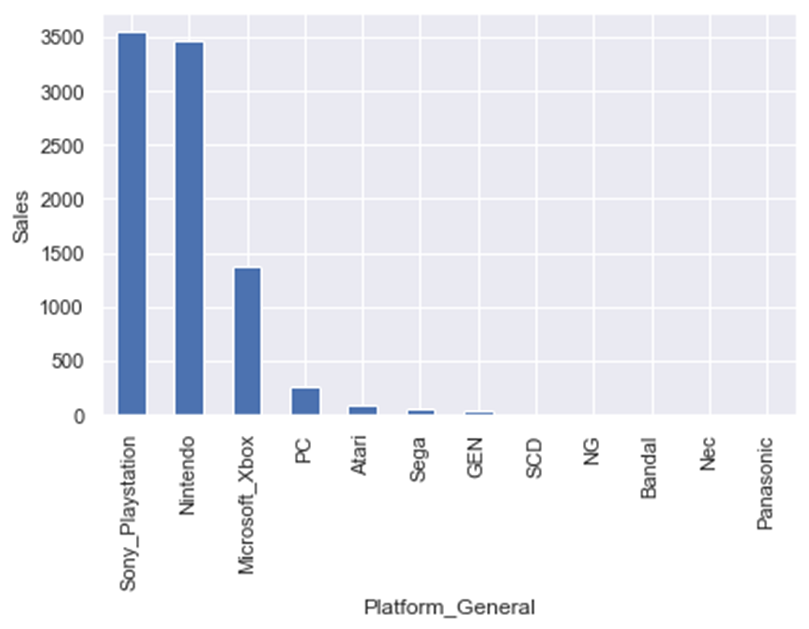 3500
3000
2500
2000
1500
1000
500
0
Sales
Sony_Playstation
Nintendo
Microsoft_Xbox
PC
Atari
Sega
GEN
SCD
NG
Bandal
Nec
Panasonic
Platform_General